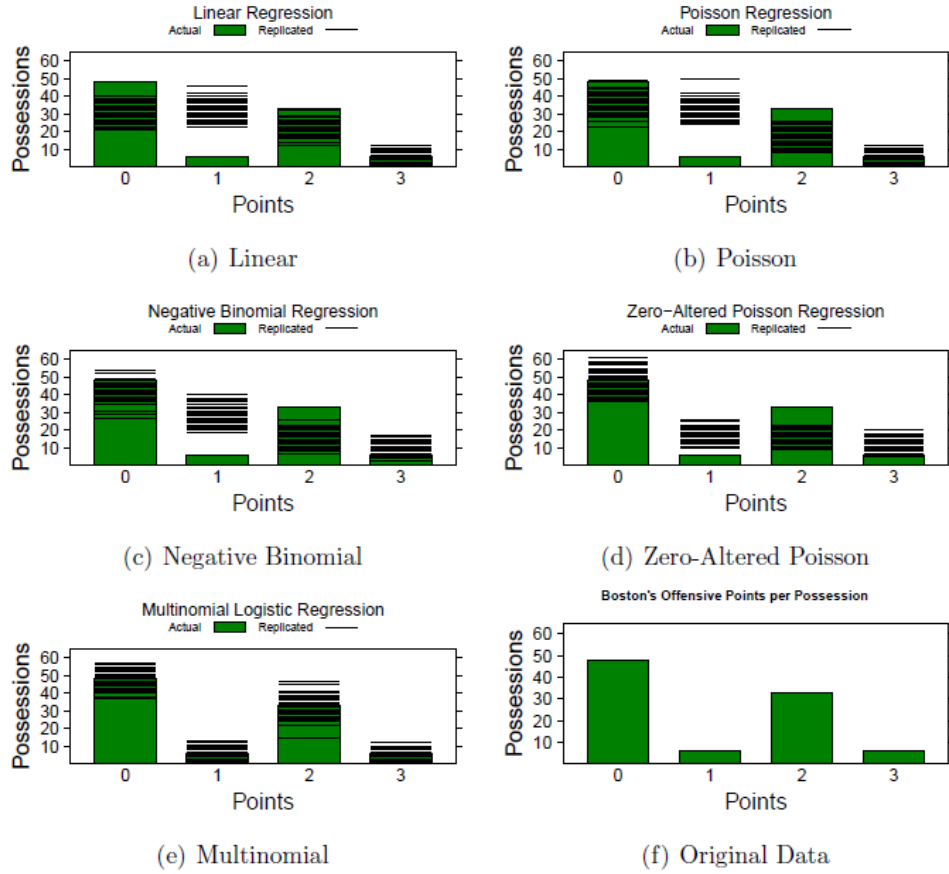 Linear Regression
Actual Replicated
60
50
40
30
20
10
Possessions
0 1 2 3
Points
(a) Linear
Poisson Regression
Actual Replicated
60
50
40
30
20
10
Possessions
0 1 2 3
Points
(b) Poisson
Negative Binomial Regression
Actual Replicated
60
50
40
30
20
10
Possessions
0 1 2 3
Points
(c) Negative Binomial
Zero−Altered Poisson Regression
Actual Replicated
60
50
40
30
20
10
Possessions
0 1 2 3
Points
(d) Zero-Altered Poisson
Multinomial Logistic Regression
Actual Replicated
60
50
40
30
20
10
Possessions
0 1 2 3
Points
(e) Multinomial
Boston's Offensive Points per Possession
60
50
40
30
20
10
Possessions
0 1 2 3
Points
(f) Original Data